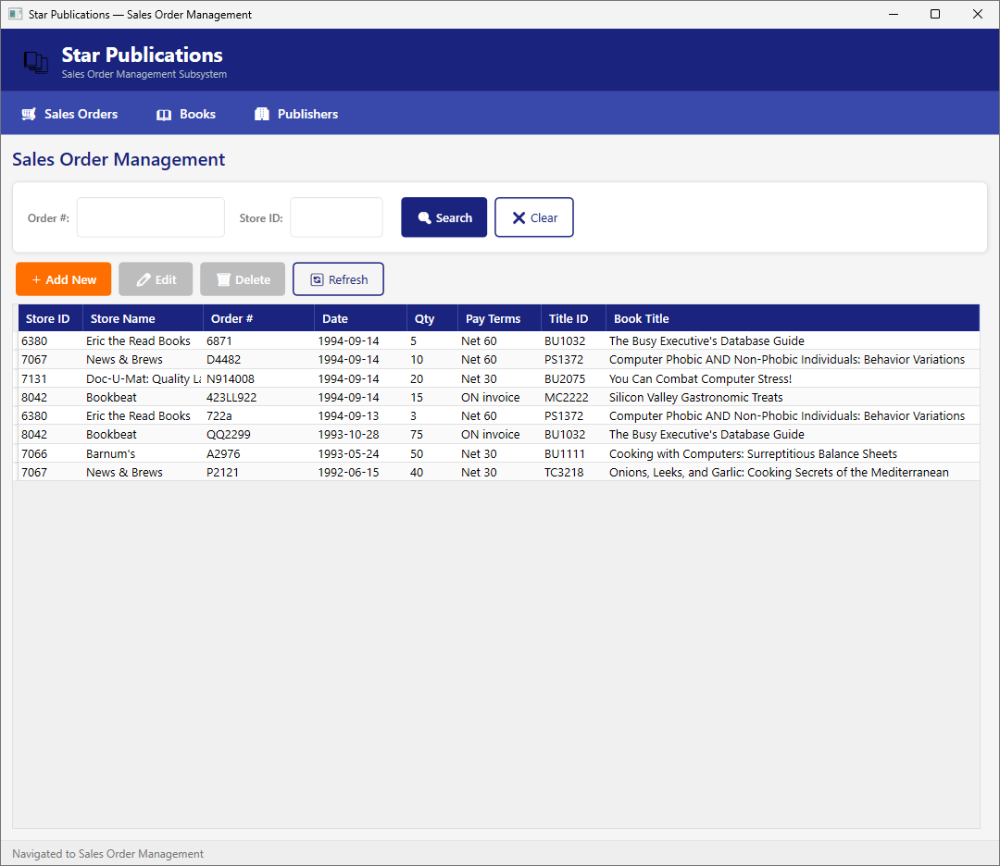 Star Publications — Sales Order Management
Star Publications
Sales Order Management Subsystem
Sales Orders Books Publishers
Sales Order Management
Order #: Store ID: Search Clear
+ Add New Edit Delete Refresh
Store ID Store Name Order # Date Qty Pay Terms Title ID Book Title
6380 Eric the Read Books 6871 1994-09-14 5 Net 60 BU1032 The Busy Executive's Database Guide
7067 News & Brews D4482 1994-09-14 10 Net 60 PS1372 Computer Phobic AND Non-Phobic Individuals: Behavior Variations
7131 Doc-U-Mat: Quality La N914008 1994-09-14 20 Net 30 BU2075 You Can Combat Computer Stress!
8042 Bookbeat 423LL922 1994-09-14 15 ON invoice MC2222 Silicon Valley Gastronomic Treats
6380 Eric the Read Books 722a 1994-09-13 3 Net 60 PS1372 Computer Phobic AND Non-Phobic Individuals: Behavior Variations
8042 Bookbeat QQ2299 1993-10-28 75 ON invoice BU1032 The Busy Executive's Database Guide
7066 Barnum's A2976 1993-05-24 50 Net 30 BU1111 Cooking with Computers: Surreptitious Balance Sheets
7067 News & Brews P2121 1992-06-15 40 Net 30 TC3218 Onions, Leeks, and Garlic: Cooking Secrets of the Mediterranean
Navigated to Sales Order Management